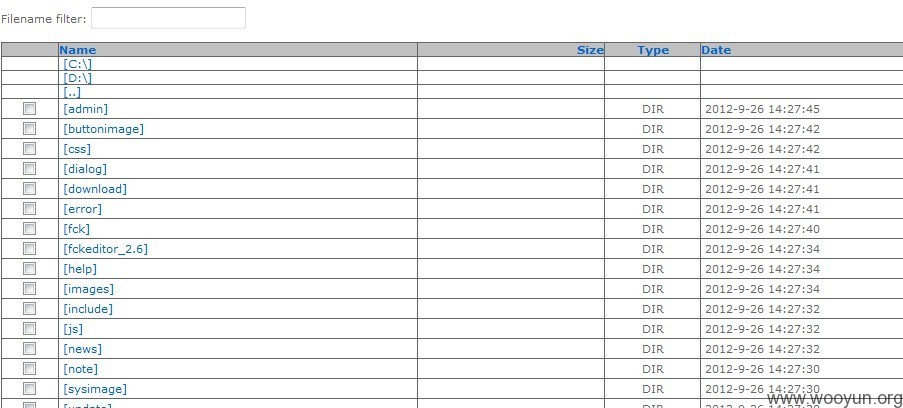 Filename filter:
Name Size Type Date
[C:\]
[D:\]
[..]
[admin] DIR 2012-9-26 14:27:45
[buttonimage] DIR 2012-9-26 14:27:42
[css] DIR 2012-9-26 14:27:42
[dialog] DIR 2012-9-26 14:27:41
[download] DIR 2012-9-26 14:27:41
[error] DIR 2012-9-26 14:27:41
[fck] DIR 2012-9-26 14:27:40
[fckeditor_2.6] DIR 2012-9-26 14:27:34
[help] DIR 2012-9-26 14:27:34
[images] DIR 2012-9-26 14:27:34
[include] DIR 2012-9-26 14:27:32
[js] DIR 2012-9-26 14:27:32
[news] DIR 2012-9-26 14:27:32
[note] DIR 2012-9-26 14:27:30
[sysimage] DIR 2012-9-26 14:27:30
www.wooyun.org